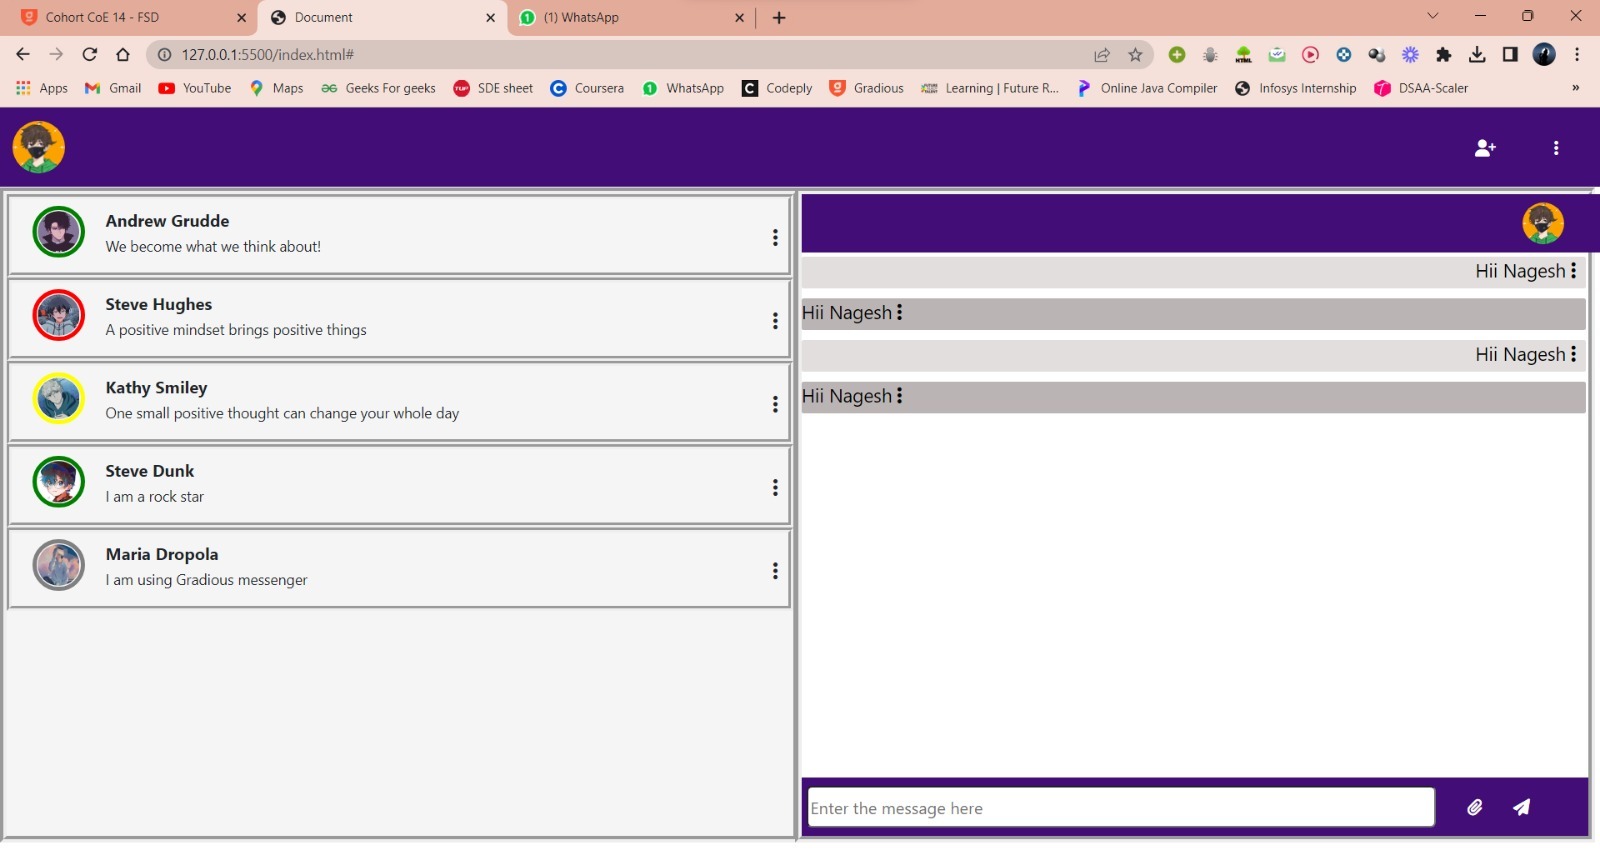 Cohort CoE 14 - FSD
Document
(1) WhatsApp
127.0.0.1:5500/index.html#
Apps Gmail YouTube Maps Geeks For geeks SDE sheet Coursera WhatsApp Codeply Gradious Learning | Future R... Online Java Compiler Infosys Internship DSAA-Scaler »
Andrew Grudde
We become what we think about!
Steve Hughes
A positive mindset brings positive things
Kathy Smiley
One small positive thought can change your whole day
Steve Dunk
I am a rock star
Maria Dropola
I am using Gradious messenger
Hii Nagesh
Hii Nagesh
Hii Nagesh
Hii Nagesh
Enter the message here